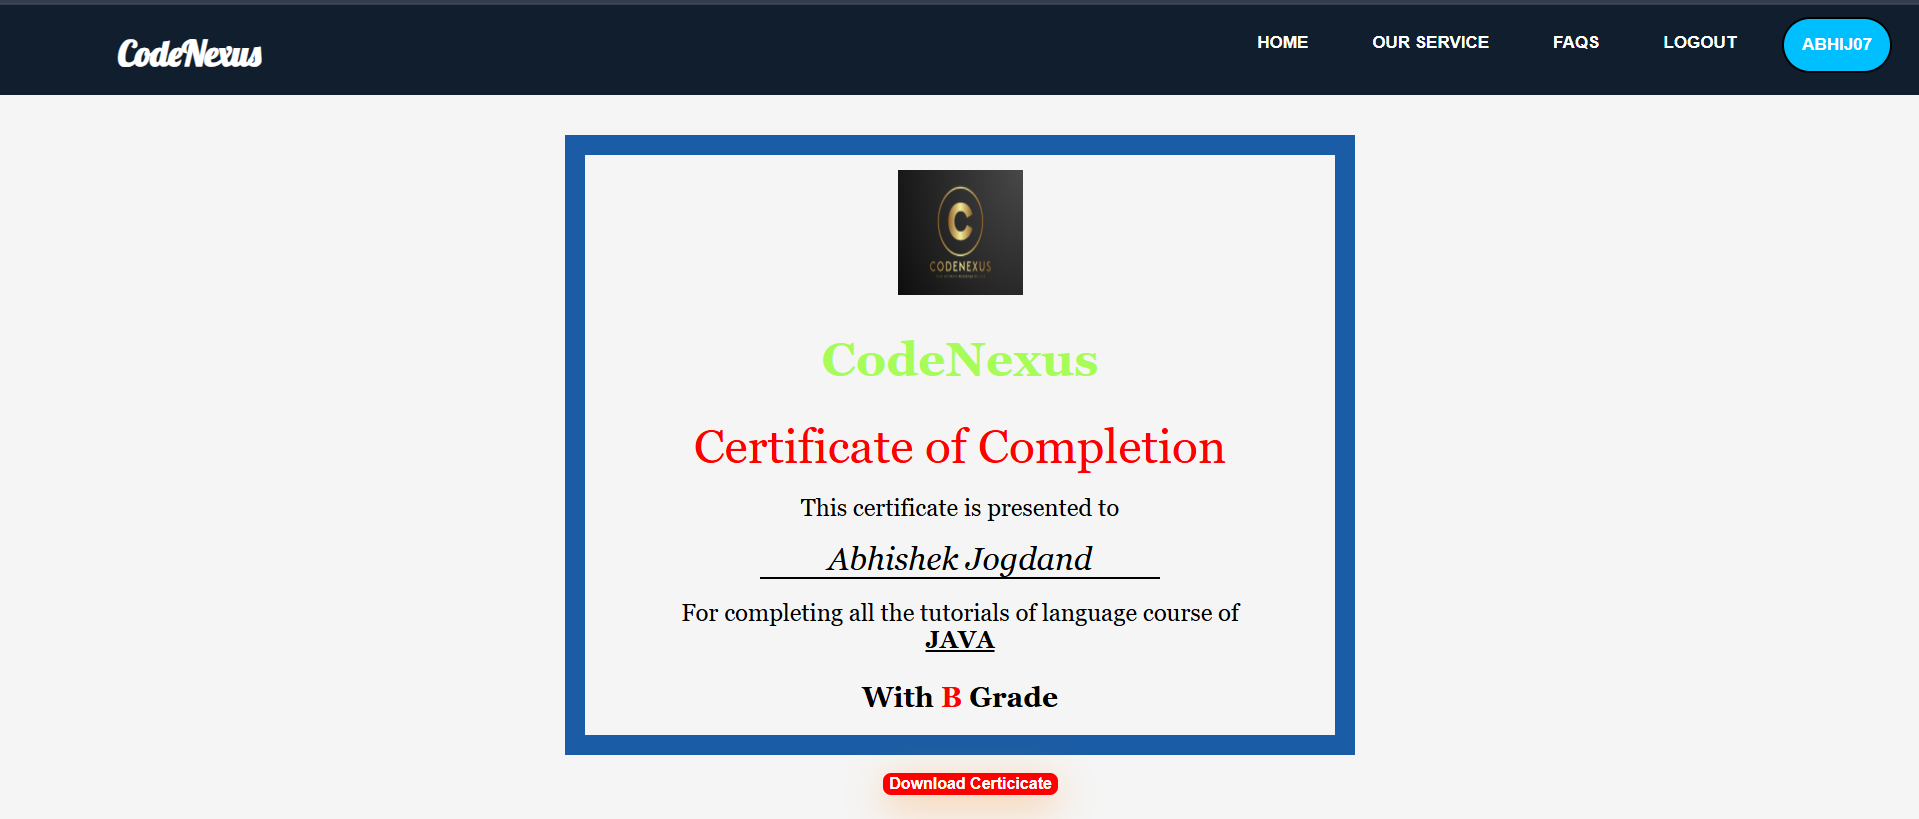 CodeNexus
HOME OUR SERVICE FAQS LOGOUT ABHIJ07
C
CODENEXUS
CodeNexus
Certificate of Completion
This certificate is presented to
Abhishek Jogdand
For completing all the tutorials of language course of
JAVA
With B Grade
Download Certicicate